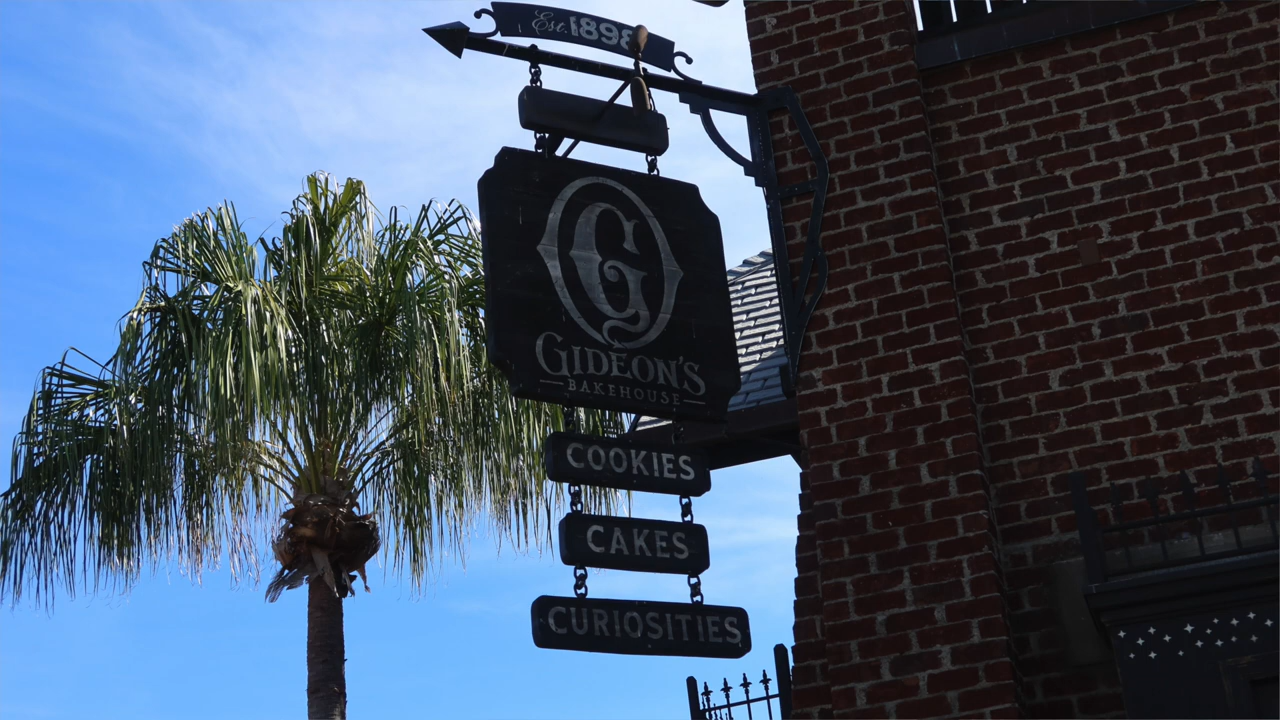 Est. 1898
G
GIDEON'S
BAKEHOUSE
COOKIES
CAKES
CURIOSITIES